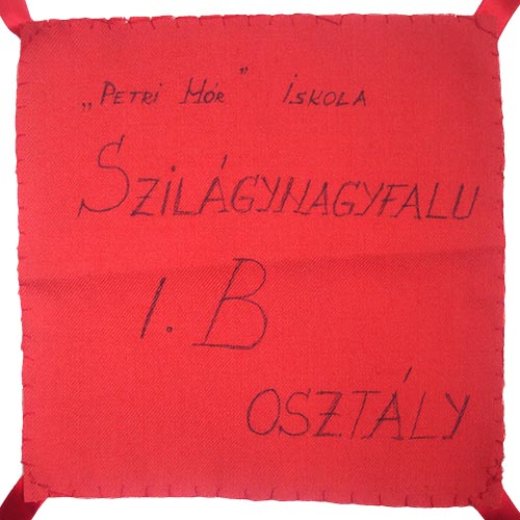 „Petri Mór” Iskola
Szilágynagyfalu
I. B
osztály